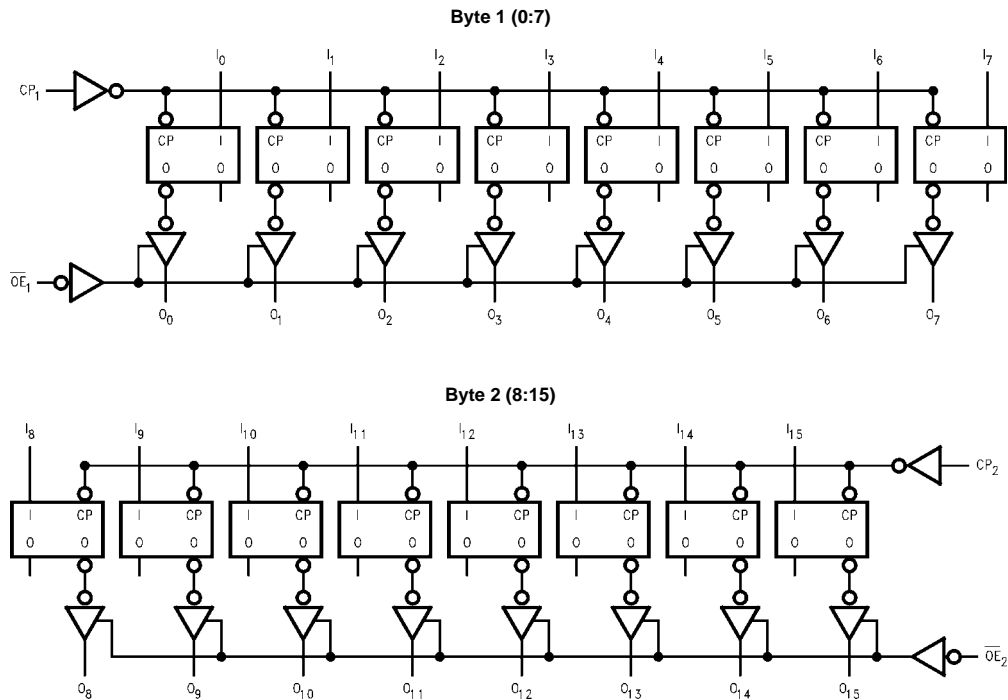 Byte 1 (0:7)
I0 I1 I2 I3 I4 I5 I6 I7
CP1
CP I CP I CP I CP I CP I CP I CP I CP I
O O O O O O O O O O O O O O O O
OE1
O0 O1 O2 O3 O4 O5 O6 O7
Byte 2 (8:15)
I8 I9 I10 I11 I12 I13 I14 I15
CP2
I CP I CP I CP I CP I CP I CP I CP I CP
O O O O O O O O O O O O O O O O
OE2
O8 O9 O10 O11 O12 O13 O14 O15